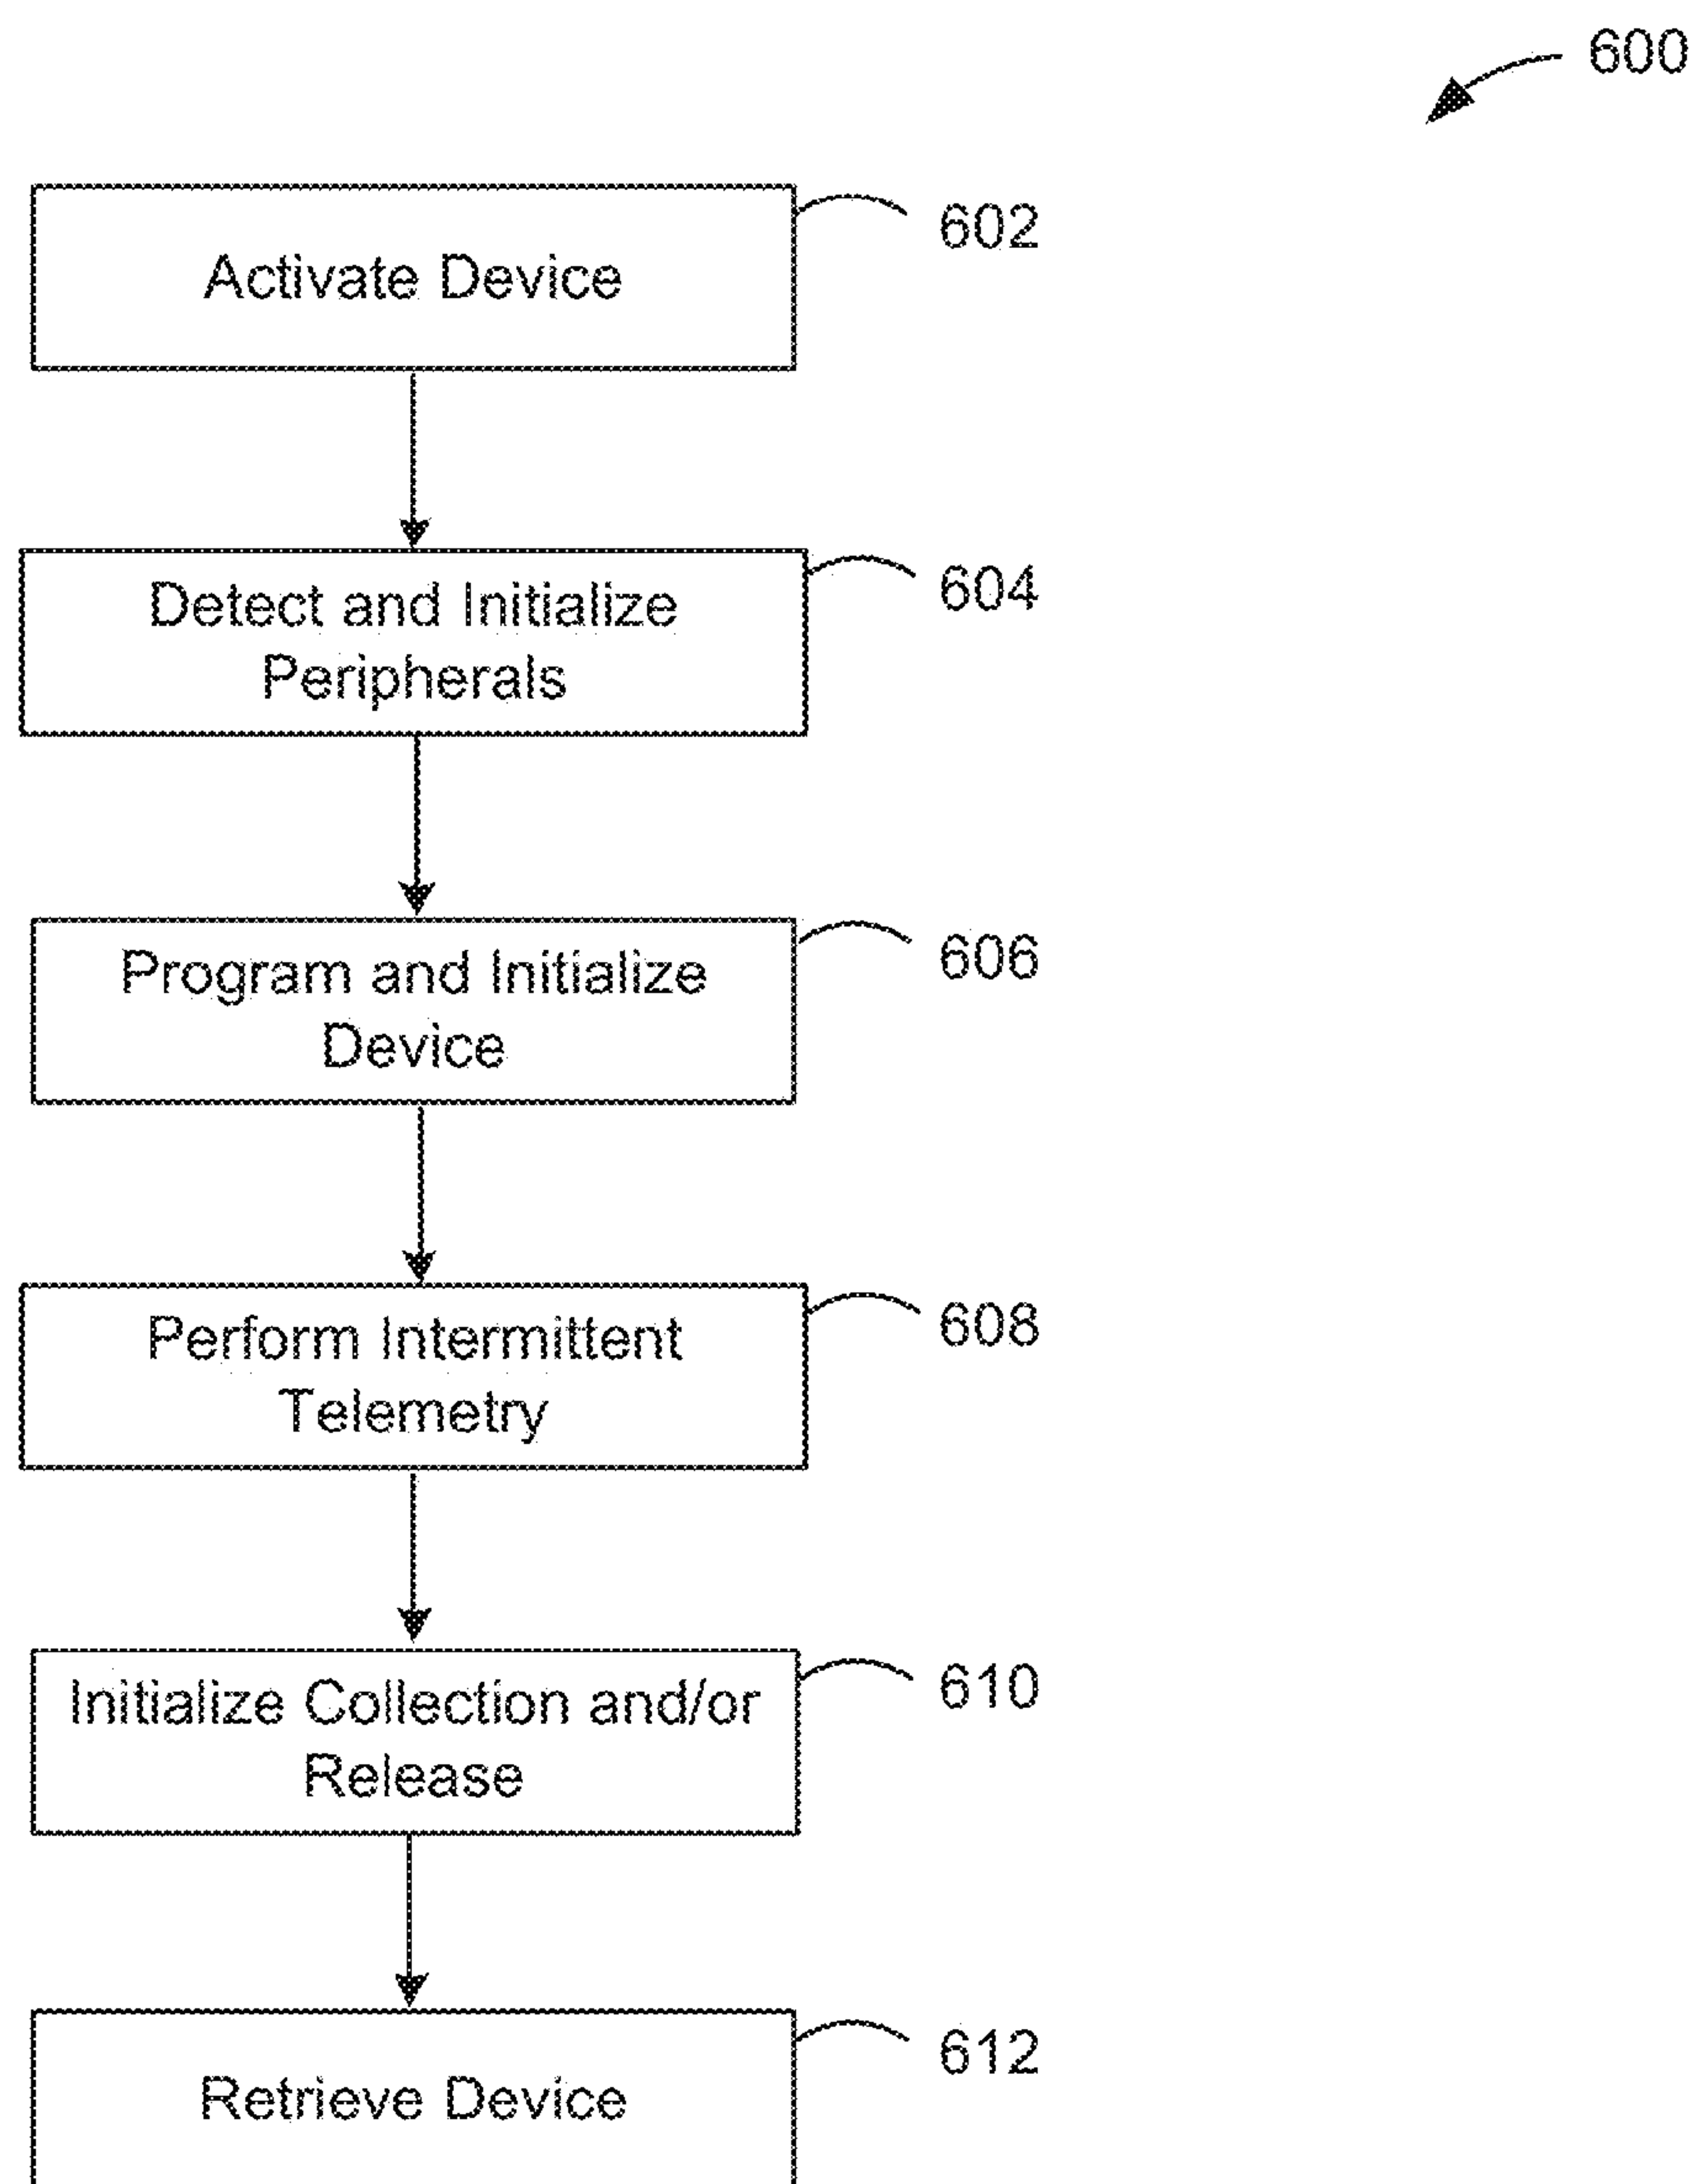 600
Activate Device
602
Detect and Initialize
Peripherals
604
Program and Initialize
Device
606
Perform Intermittent
Telemetry
608
Initialize Collection and/or
Release
610
Retrieve Device
612